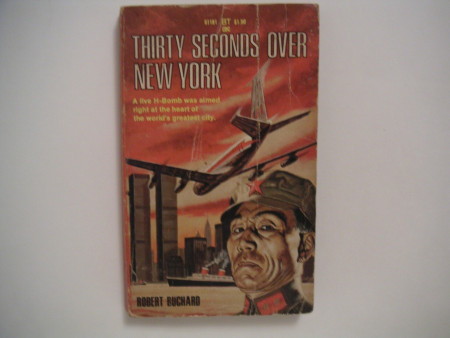 THIRTY SECONDS OVER
NEW YORK
A live H-Bomb was aimed
right at the heart of
the world's greatest city.
ROBERT BUCHARD